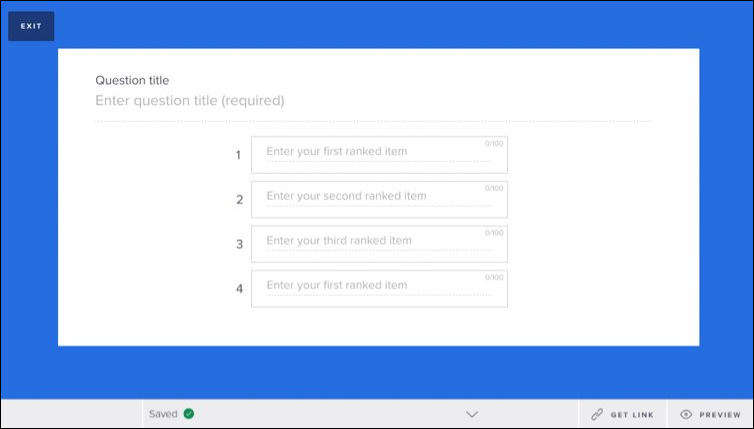 EXIT
Question title
Enter question title (required)
0/100
1 Enter your first ranked item
0/100
2 Enter your second ranked item
0/100
3 Enter your third ranked item
0/100
4 Enter your first ranked item
Saved GET LINK PREVIEW